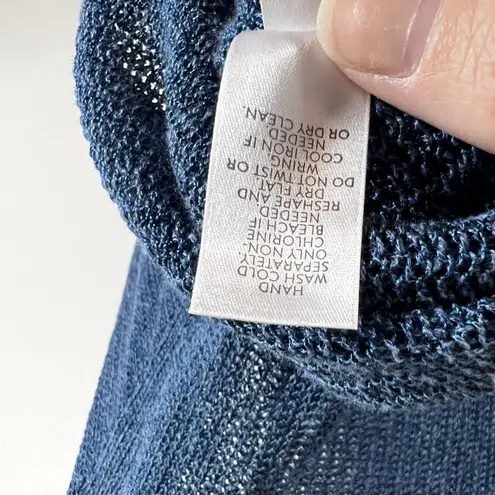 HAND
WASH COLD
SEPARATELY
ONLY NON-
CHLORINE
BLEACH IF
NEEDED
RESHAPE AND
DRY FLAT
DO NOT TWIST OR
WRING
COOL IRON IF
NEEDED
OR DRY CLEAN.